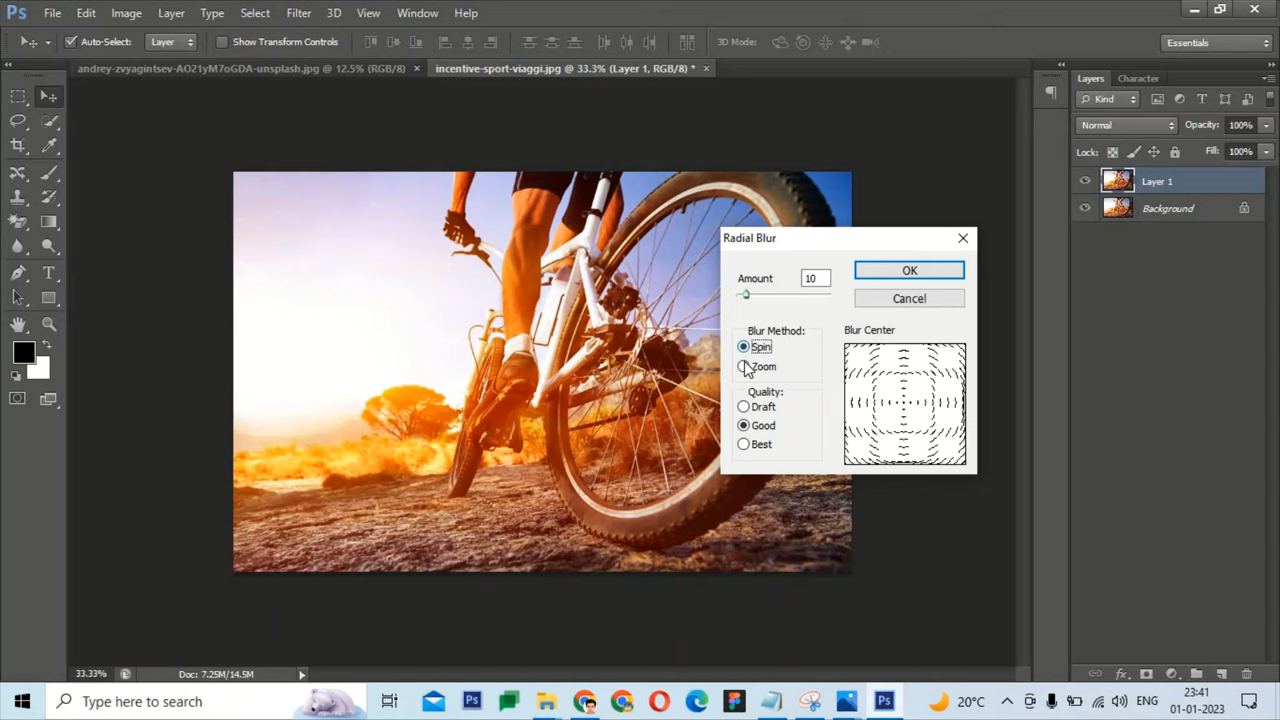 Ps File Edit Image Layer Type Select Filter 3D View Window Help
Auto-Select: Layer Show Transform Controls 3D Mode: Essentials
andrey-zvyagintsev-AO21yM7oGDA-unsplash.jpg @ 12.5% (RGB/8) × incentive-sport-viaggi.jpg @ 33.3% (Layer 1, RGB/8) * ×
Layers Character
Kind
Normal Opacity: 100%
Lock: Fill: 100%
Layer 1
Background
Radial Blur
Amount 10
OK
Cancel
Blur Method:
Spin
Zoom
Quality:
Draft
Good
Best
Blur Center
33.33% Doc: 7.25M/14.5M
Type here to search
Ps
Ps
20°C
ENG
23:41
01-01-2023